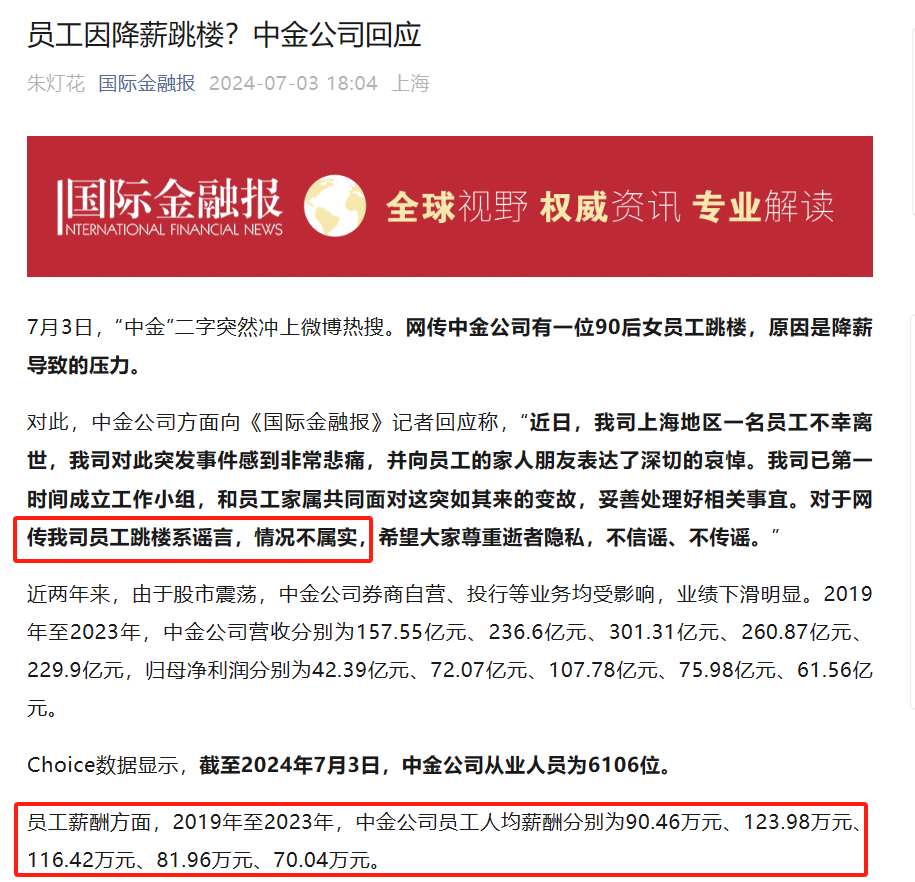 员工因降薪跳楼？中金公司回应
朱灯花 国际金融报 2024-07-03 18:04 上海
国际金融报
INTERNATIONAL FINANCIAL NEWS
全球视野 权威资讯 专业解读
7月3日，“中金”二字突然冲上微博热搜。网传中金公司有一位90后女员工跳楼，原因是降薪
导致的压力。
对此，中金公司方面向《国际金融报》记者回应称，“近日，我司上海地区一名员工不幸离
世，我司对此突发事件感到非常悲痛，并向员工的家人朋友表达了深切的哀悼。我司已第一
时间成立工作小组，和员工家属共同面对这突如其来的变故，妥善处理好相关事宜。对于网
传我司员工跳楼系谣言，情况不属实，希望大家尊重逝者隐私，不信谣、不传谣。”
近两年来，由于股市震荡，中金公司券商自营、投行等业务均受影响，业绩下滑明显。2019
年至2023年，中金公司营收分别为157.55亿元、236.6亿元、301.31亿元、260.87亿元、
229.9亿元，归母净利润分别为42.39亿元、72.07亿元、107.78亿元、75.98亿元、61.56亿
元。
Choice数据显示，截至2024年7月3日，中金公司从业人员为6106位。
员工薪酬方面，2019年至2023年，中金公司员工人均薪酬分别为90.46万元、123.98万元、
116.42万元、81.96万元、70.04万元。